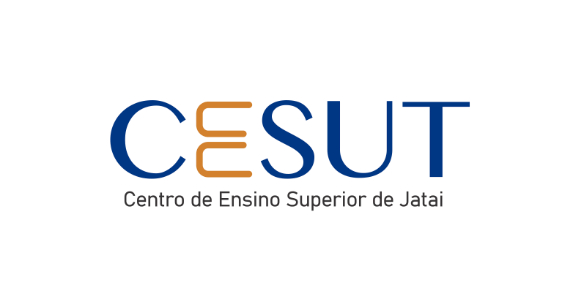 CESUT
Centro de Ensino Superior de Jatai